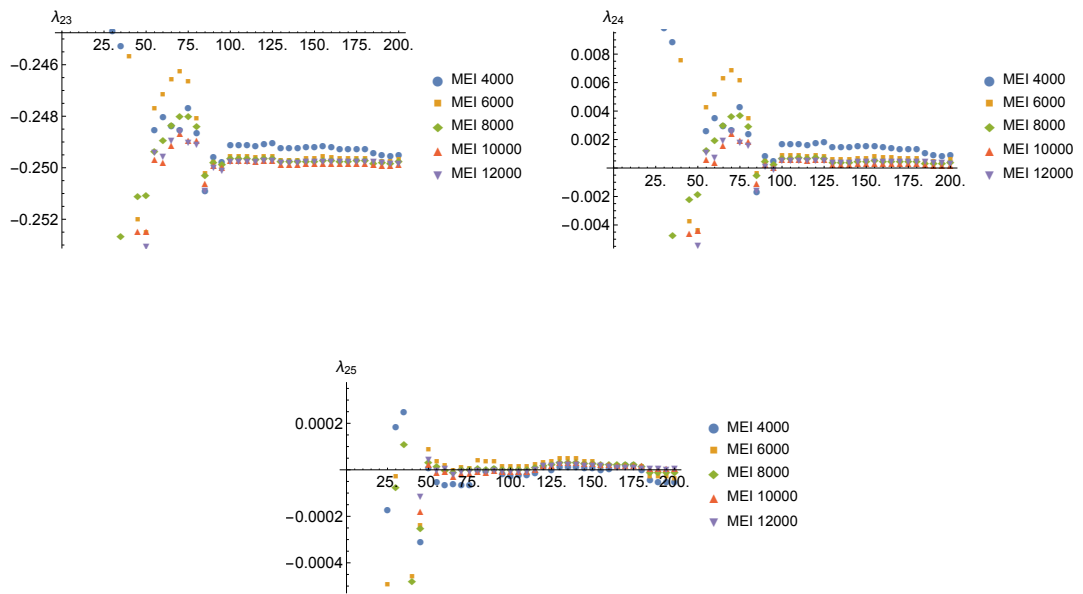 λ23
25. 50. 75. 100. 125. 150. 175. 200.
−0.246
−0.248
−0.250
−0.252
MEI 4000
MEI 6000
MEI 8000
MEI 10000
MEI 12000
λ24
0.008
0.006
0.004
0.002
25. 50. 75. 100. 125. 150. 175. 200.
−0.002
−0.004
MEI 4000
MEI 6000
MEI 8000
MEI 10000
MEI 12000
λ25
0.0002
25. 50. 75. 100. 125. 150. 175. 200.
−0.0002
−0.0004
MEI 4000
MEI 6000
MEI 8000
MEI 10000
MEI 12000